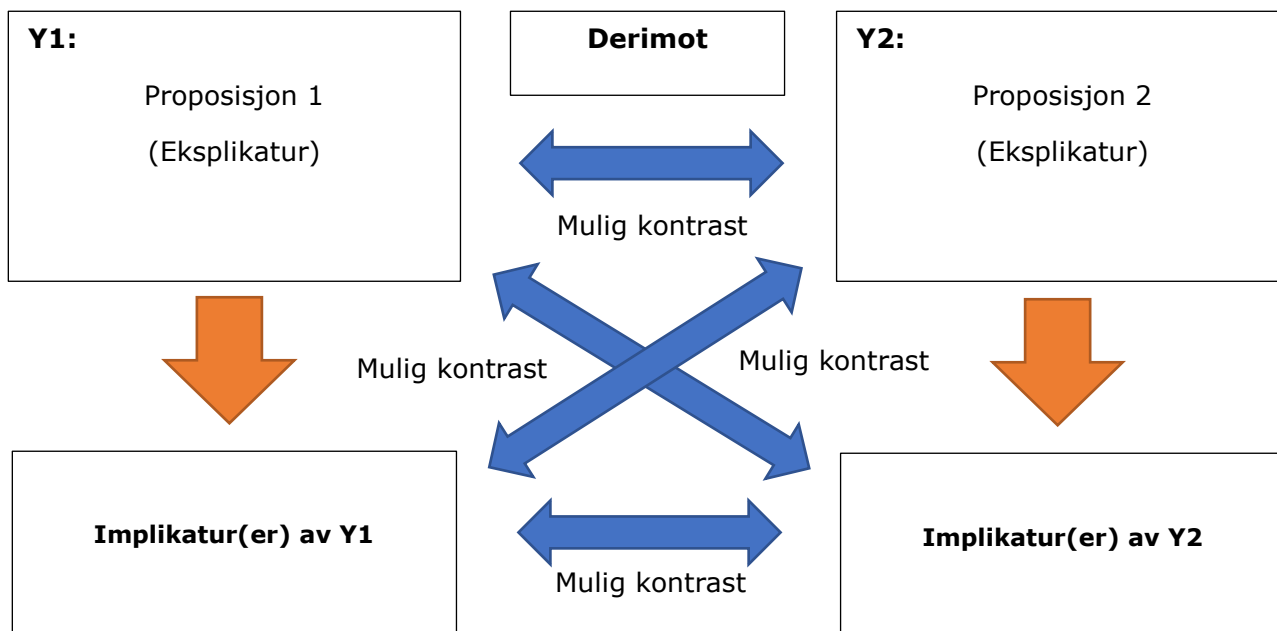 Y1:
Proposisjon 1
(Eksplikatur)
Derimot
Y2:
Proposisjon 2
(Eksplikatur)
Mulig kontrast
Mulig kontrast
Mulig kontrast
Implikatur(er) av Y1
Implikatur(er) av Y2
Mulig kontrast